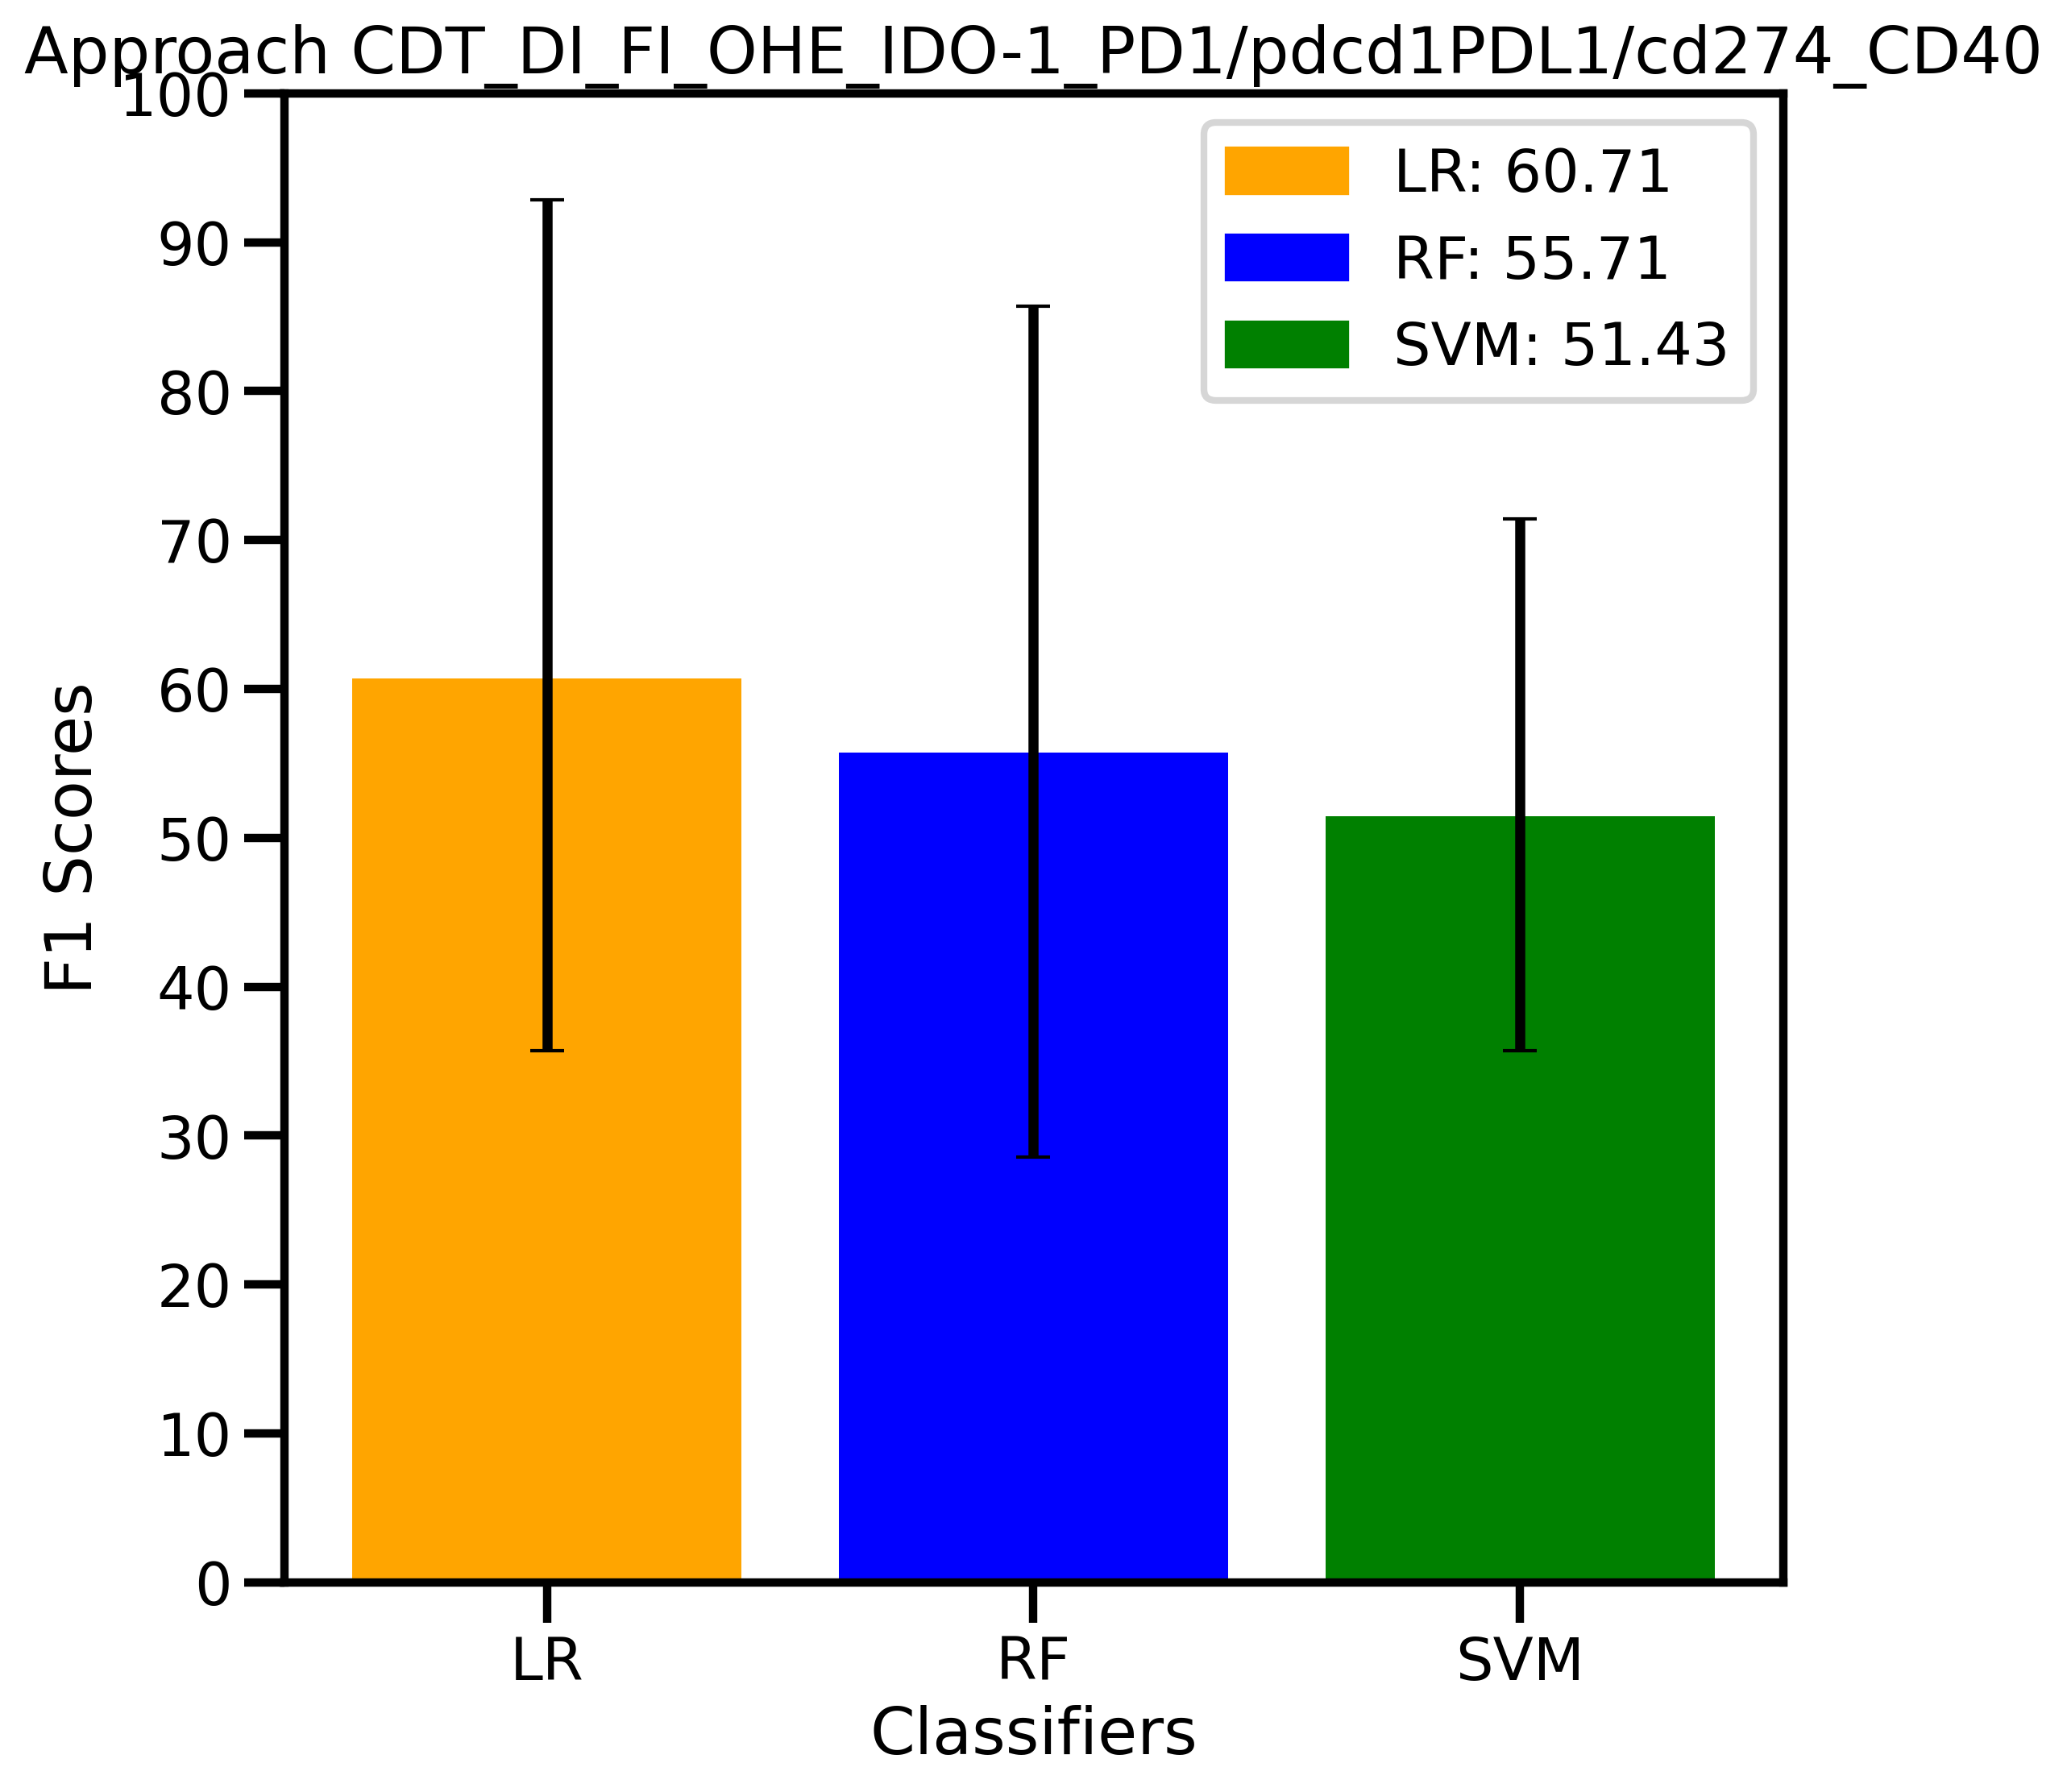 Approach CDT_DI_FI_OHE_IDO-1_PD1/pdcd1PDL1/cd274_CD40
100
90
80
70
60
50
40
30
20
10
0
F1 Scores
LR: 60.71
RF: 55.71
SVM: 51.43
LR
RF
SVM
Classifiers